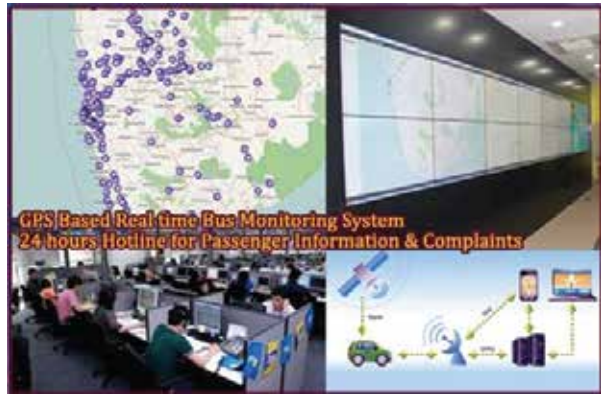 GPS Based Real time Bus Monitoring System
24 hours Hotline for Passenger Information & Complaints